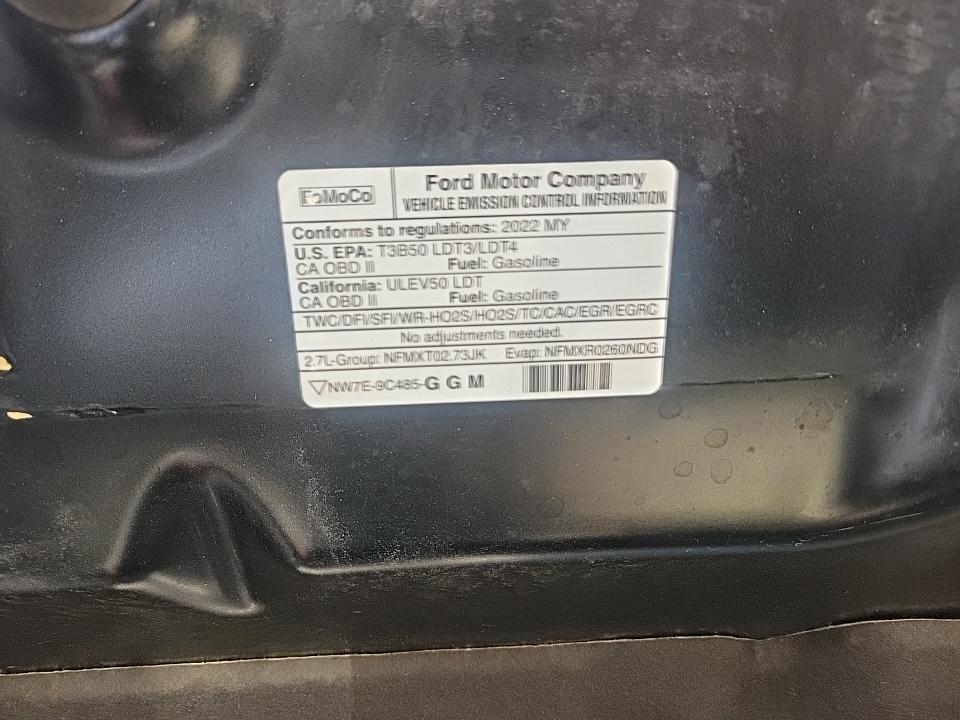 FoMoCo
Ford Motor Company
VEHICLE EMISSION CONTROL INFORMATION
Conforms to regulations: 2022 MY
U.S. EPA: T3B50 LDT3/LDT4
CA OBD II Fuel: Gasoline
California: ULEV50 LDT
CA OBD II Fuel: Gasoline
TWC/DFI/SFI/WR-HO2S/HO2S/TC/CAC/EGR/EGRC
No adjustments needed.
2.7L-Group: NFMXT02.73JK Evap: NFMXR0260NDG
NW7E-9C485-G G M